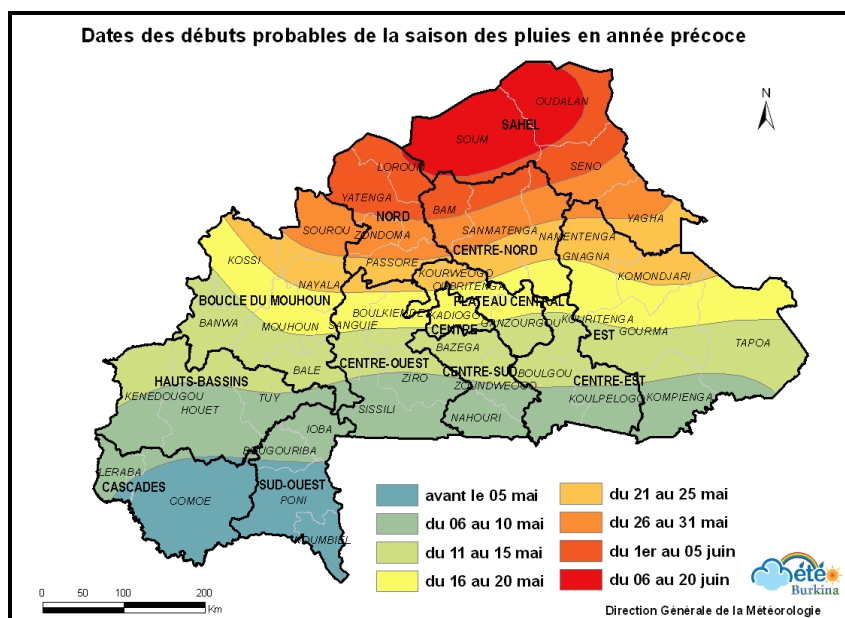 Dates des débuts probables de la saison des pluies en année précoce
N
OUDALAN
SAHEL
SOUM
LOROUM
SENO
YATENGA
BAM
NORD
YAGHA
SOUROU
ZONDOMA
SANMATENGA
NAMENTENGA
CENTRE-NORD
GNAGNA
KOSSI
PASSORE
KOURWEOGO
KOMONDJARI
NAYALA
OUBRITENGA
BOUCLE DU MOUHOUN
PLATEAU CENTRAL
BOULKIENDE
KADIOGO
BANWA
MOUHOUN
SANGUIE
CENTRE
GANZOURGOU
KOURITENGA
EST
GOURMA
TAPOA
BAZEGA
CENTRE-OUEST
BALE
CENTRE-SUD
BOULGOU
HAUTS-BASSINS
ZIRO
ZOUNDWEOGO
CENTRE-EST
KENEDOUGOU
TUY
HOUET
SISSILI
NAHOURI
KOULPELOGO
KOMPIENGA
IOBA
BOUGOURIBA
LERABA
CASCADES
SUD-OUEST
COMOE
PONI
NOUMBIEL
avant le 05 mai
du 06 au 10 mai
du 11 au 15 mai
du 16 au 20 mai
du 21 au 25 mai
du 26 au 31 mai
du 1er au 05 juin
du 06 au 20 juin
0 100 200
Km
Météo
Burkina
Direction Générale de la Météorologie